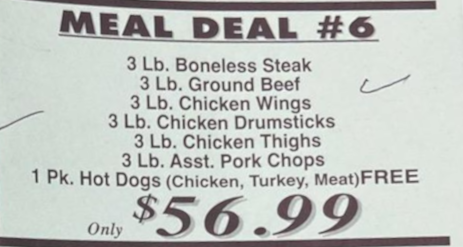 MEAL DEAL #6
3 Lb. Boneless Steak
3 Lb. Ground Beef
3 Lb. Chicken Wings
3 Lb. Chicken Drumsticks
3 Lb. Chicken Thighs
3 Lb. Asst. Pork Chops
1 Pk. Hot Dogs (Chicken, Turkey, Meat)FREE
Only $56.99